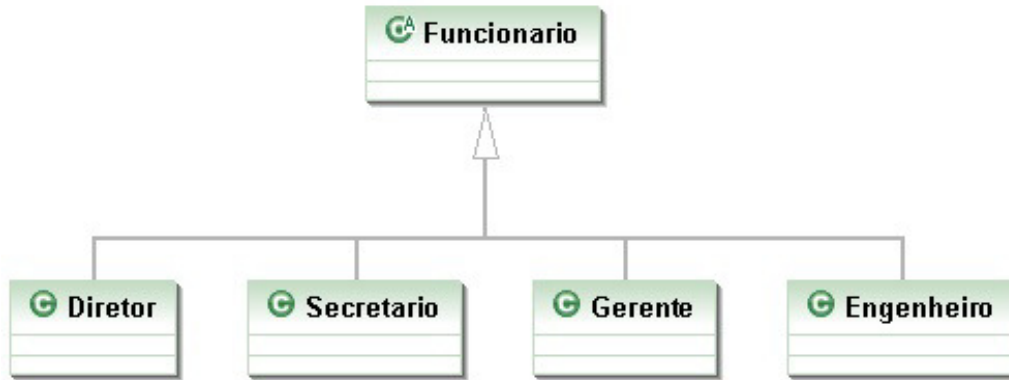 Funcionario
Diretor
Secretario
Gerente
Engenheiro